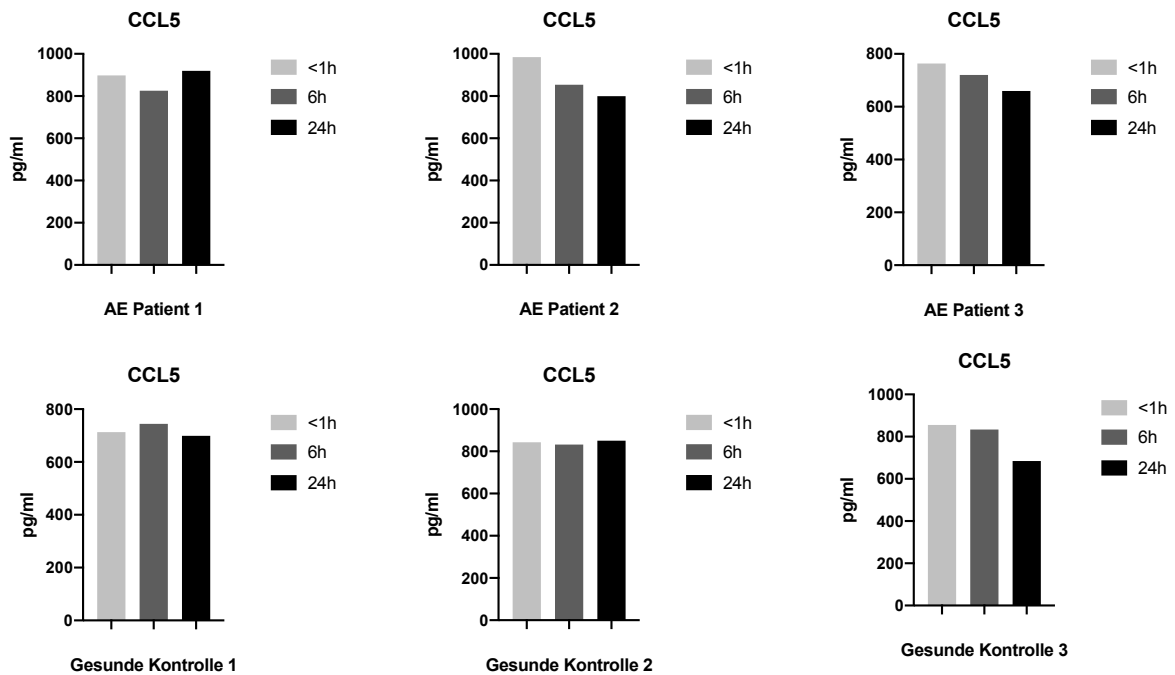 CCL5
1000
800
600
400
200
0
pg/ml
<1h
6h
24h
AE Patient 1
CCL5
1000
800
600
400
200
0
pg/ml
<1h
6h
24h
AE Patient 2
CCL5
800
600
400
200
0
pg/ml
<1h
6h
24h
AE Patient 3
CCL5
800
600
400
200
0
pg/ml
<1h
6h
24h
Gesunde Kontrolle 1
CCL5
1000
800
600
400
200
0
pg/ml
<1h
6h
24h
Gesunde Kontrolle 2
CCL5
1000
800
600
400
200
0
pg/ml
<1h
6h
24h
Gesunde Kontrolle 3